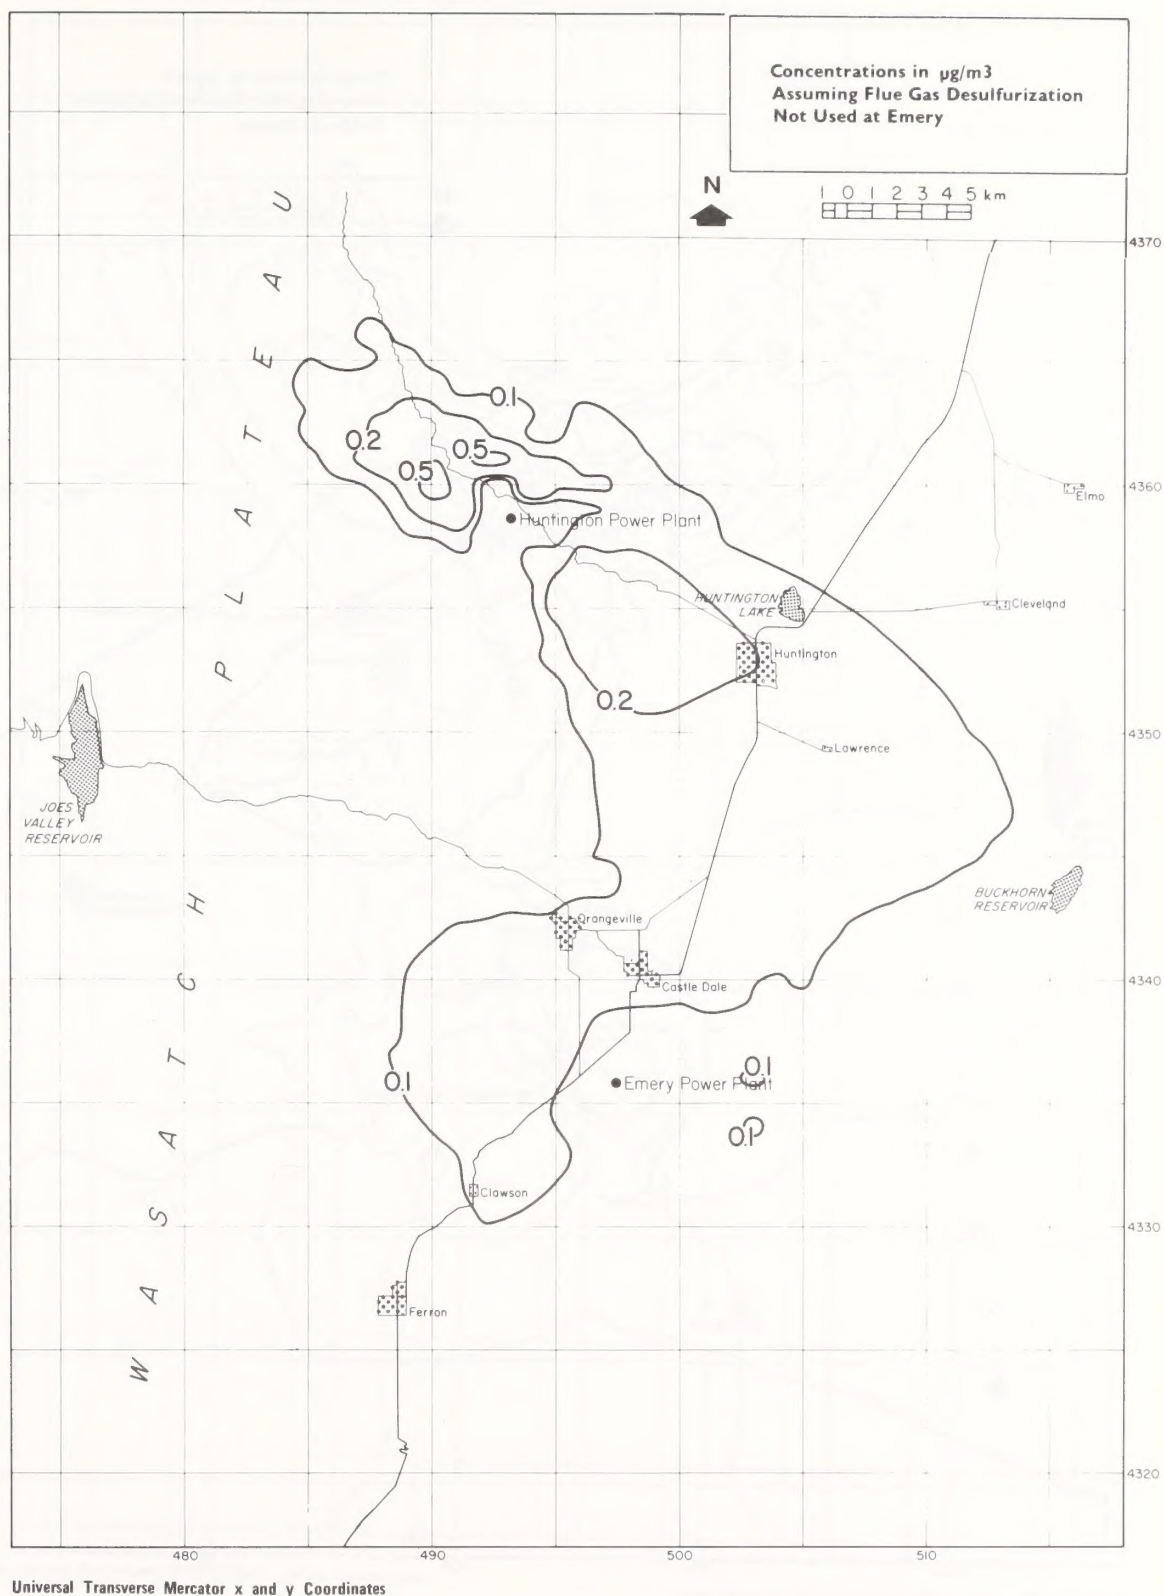 Concentrations in µg/m3
Assuming Flue Gas Desulfurization
Not Used at Emery
N
1 0 1 2 3 4 5 km
WASATCH PLATEAU
4370
0.1
0.2
0.5
0.5
4360
Elmo
Huntington Power Plant
HUNTINGTON
LAKE
Cleveland
Huntington
0.2
4350
Lawrence
JOES
VALLEY
RESERVOIR
BUCKHORN
RESERVOIR
Orangeville
Castle Dale
4340
0.1
Emery Power Plant
0.1
0.1
Clawson
4330
Ferron
4320
480
490
500
510
Universal Transverse Mercator x and y Coordinates